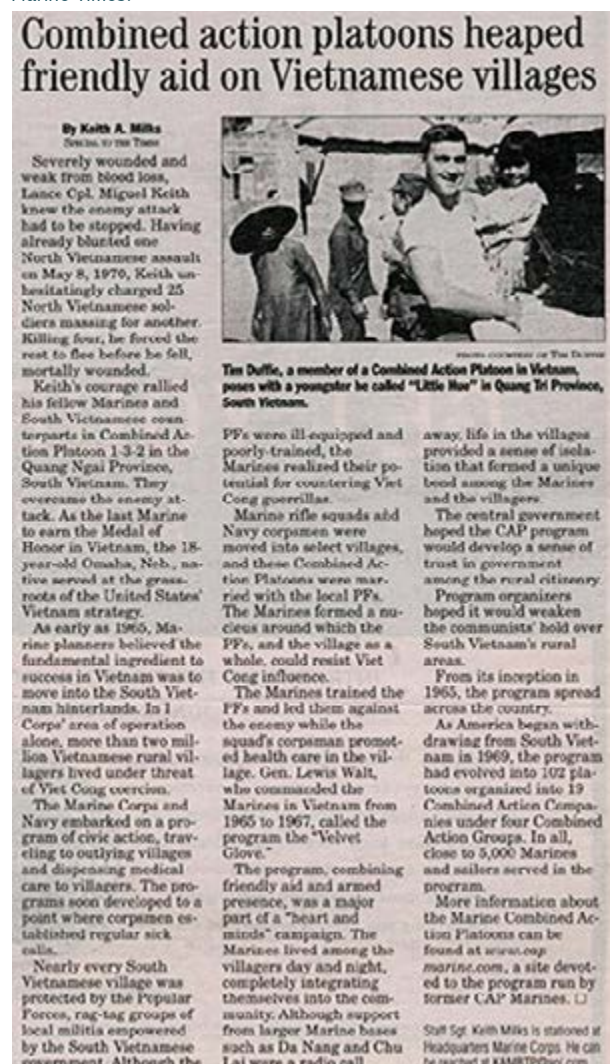 Marine Times.
Combined action platoons heaped
friendly aid on Vietnamese villages
By Keith A. Milks
SPECIAL TO THE TIMES
Severely wounded and
weak from blood loss,
Lance Cpl. Miguel Keith
knew the enemy attack
had to be stopped. Having
already blunted one
North Vietnamese assault
on May 8, 1970, Keith un-
hesitatingly charged 25
North Vietnamese sol-
diers massing for another.
Killing four, he forced the
rest to flee before he fell,
mortally wounded.
Keith's courage rallied
his fellow Marines and
South Vietnamese coun-
terparts in Combined Ac-
tion Platoon 1-3-2 in the
Quang Ngai Province,
South Vietnam. They
overcame the enemy at-
tack. As the last Marine
to earn the Medal of
Honor in Vietnam, the 18-
year-old Omaha, Neb., na-
tive served at the grass-
roots of the United States'
Vietnam strategy.
As early as 1965, Ma-
rine planners believed the
fundamental ingredient to
success in Vietnam was to
move into the South Viet-
nam hinterlands. In I
Corps' area of operation
alone, more than two mil-
lion Vietnamese rural vil-
lagers lived under threat
of Viet Cong coercion.
The Marine Corps and
Navy embarked on a pro-
gram of civic action, trav-
eling to outlying villages
and dispensing medical
care to villagers. The pro-
grams soon developed to a
point where corpsmen es-
tablished regular sick
calls.
Nearly every South
Vietnamese village was
protected by the Popular
Forces, rag-tag groups of
local militia empowered
by the South Vietnamese
government. Although the
PHOTO COURTESY OF TIM DUFFIE
Tim Duffie, a member of a Combined Action Platoon in Vietnam,
poses with a youngster he called "Little Hue" in Quang Tri Province,
South Vietnam.
PFs were ill-equipped and
poorly-trained, the
Marines realized their po-
tential for countering Viet
Cong guerrillas.
Marine rifle squads and
Navy corpsmen were
moved into select villages,
and these Combined Ac-
tion Platoons were mar-
ried with the local PFs.
The Marines formed a nu-
cleus around which the
PFs, and the village as a
whole, could resist Viet
Cong influence.
The Marines trained the
PFs and led them against
the enemy while the
squad's corpsman promot-
ed health care in the vil-
lage. Gen. Lewis Walt,
who commanded the
Marines in Vietnam from
1965 to 1967, called the
program the "Velvet
Glove."
The program, combining
friendly aid and armed
presence, was a major
part of a "heart and
minds" campaign. The
Marines lived among the
villagers day and night,
completely integrating
themselves into the com-
munity. Although support
from larger Marine bases
such as Da Nang and Chu
Lai were a radio call
away, life in the villages
provided a sense of isola-
tion that formed a unique
bond among the Marines
and the villagers.
The central government
hoped the CAP program
would develop a sense of
trust in government
among the rural citizenry.
Program organizers
hoped it would weaken
the communists' hold over
South Vietnam's rural
areas.
From its inception in
1965, the program spread
across the country.
As America began with-
drawing from South Viet-
nam in 1969, the program
had evolved into 102 pla-
toons organized into 19
Combined Action Compa-
nies under four Combined
Action Groups. In all,
close to 5,000 Marines
and sailors served in the
program.
More information about
the Marine Combined Ac-
tion Platoons can be
found at www.cap
marine.com, a site devot-
ed to the program run by
former CAP Marines. □
Staff Sgt. Keith Milks is stationed at
Headquarters Marine Corps. He can
be reached at